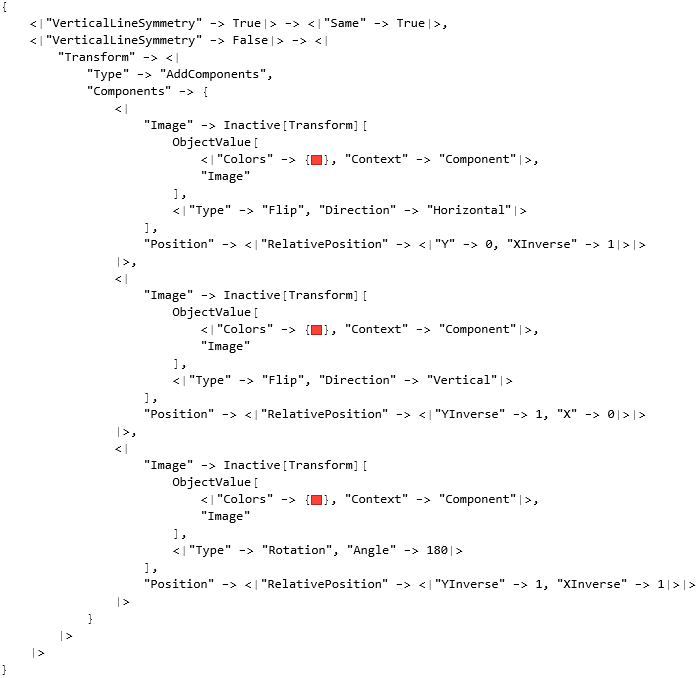 {
    <|"VerticalLineSymmetry" -> True|> -> <|"Same" -> True|>,
    <|"VerticalLineSymmetry" -> False|> -> <|
        "Transform" -> <|
            "Type" -> "AddComponents",
            "Components" -> {
                <|
                    "Image" -> Inactive[Transform][
                        ObjectValue[
                            <|"Colors" -> {}, "Context" -> "Component"|>,
                            "Image"
                        ],
                        <|"Type" -> "Flip", "Direction" -> "Horizontal"|>
                    ],
                    "Position" -> <|"RelativePosition" -> <|"Y" -> 0, "XInverse" -> 1|>|>
                |>,
                <|
                    "Image" -> Inactive[Transform][
                        ObjectValue[
                            <|"Colors" -> {}, "Context" -> "Component"|>,
                            "Image"
                        ],
                        <|"Type" -> "Flip", "Direction" -> "Vertical"|>
                    ],
                    "Position" -> <|"RelativePosition" -> <|"YInverse" -> 1, "X" -> 0|>|>
                |>,
                <|
                    "Image" -> Inactive[Transform][
                        ObjectValue[
                            <|"Colors" -> {}, "Context" -> "Component"|>,
                            "Image"
                        ],
                        <|"Type" -> "Rotation", "Angle" -> 180|>
                    ],
                    "Position" -> <|"RelativePosition" -> <|"YInverse" -> 1, "XInverse" -> 1|>|>
                |>
            }
        |>
    |>
}